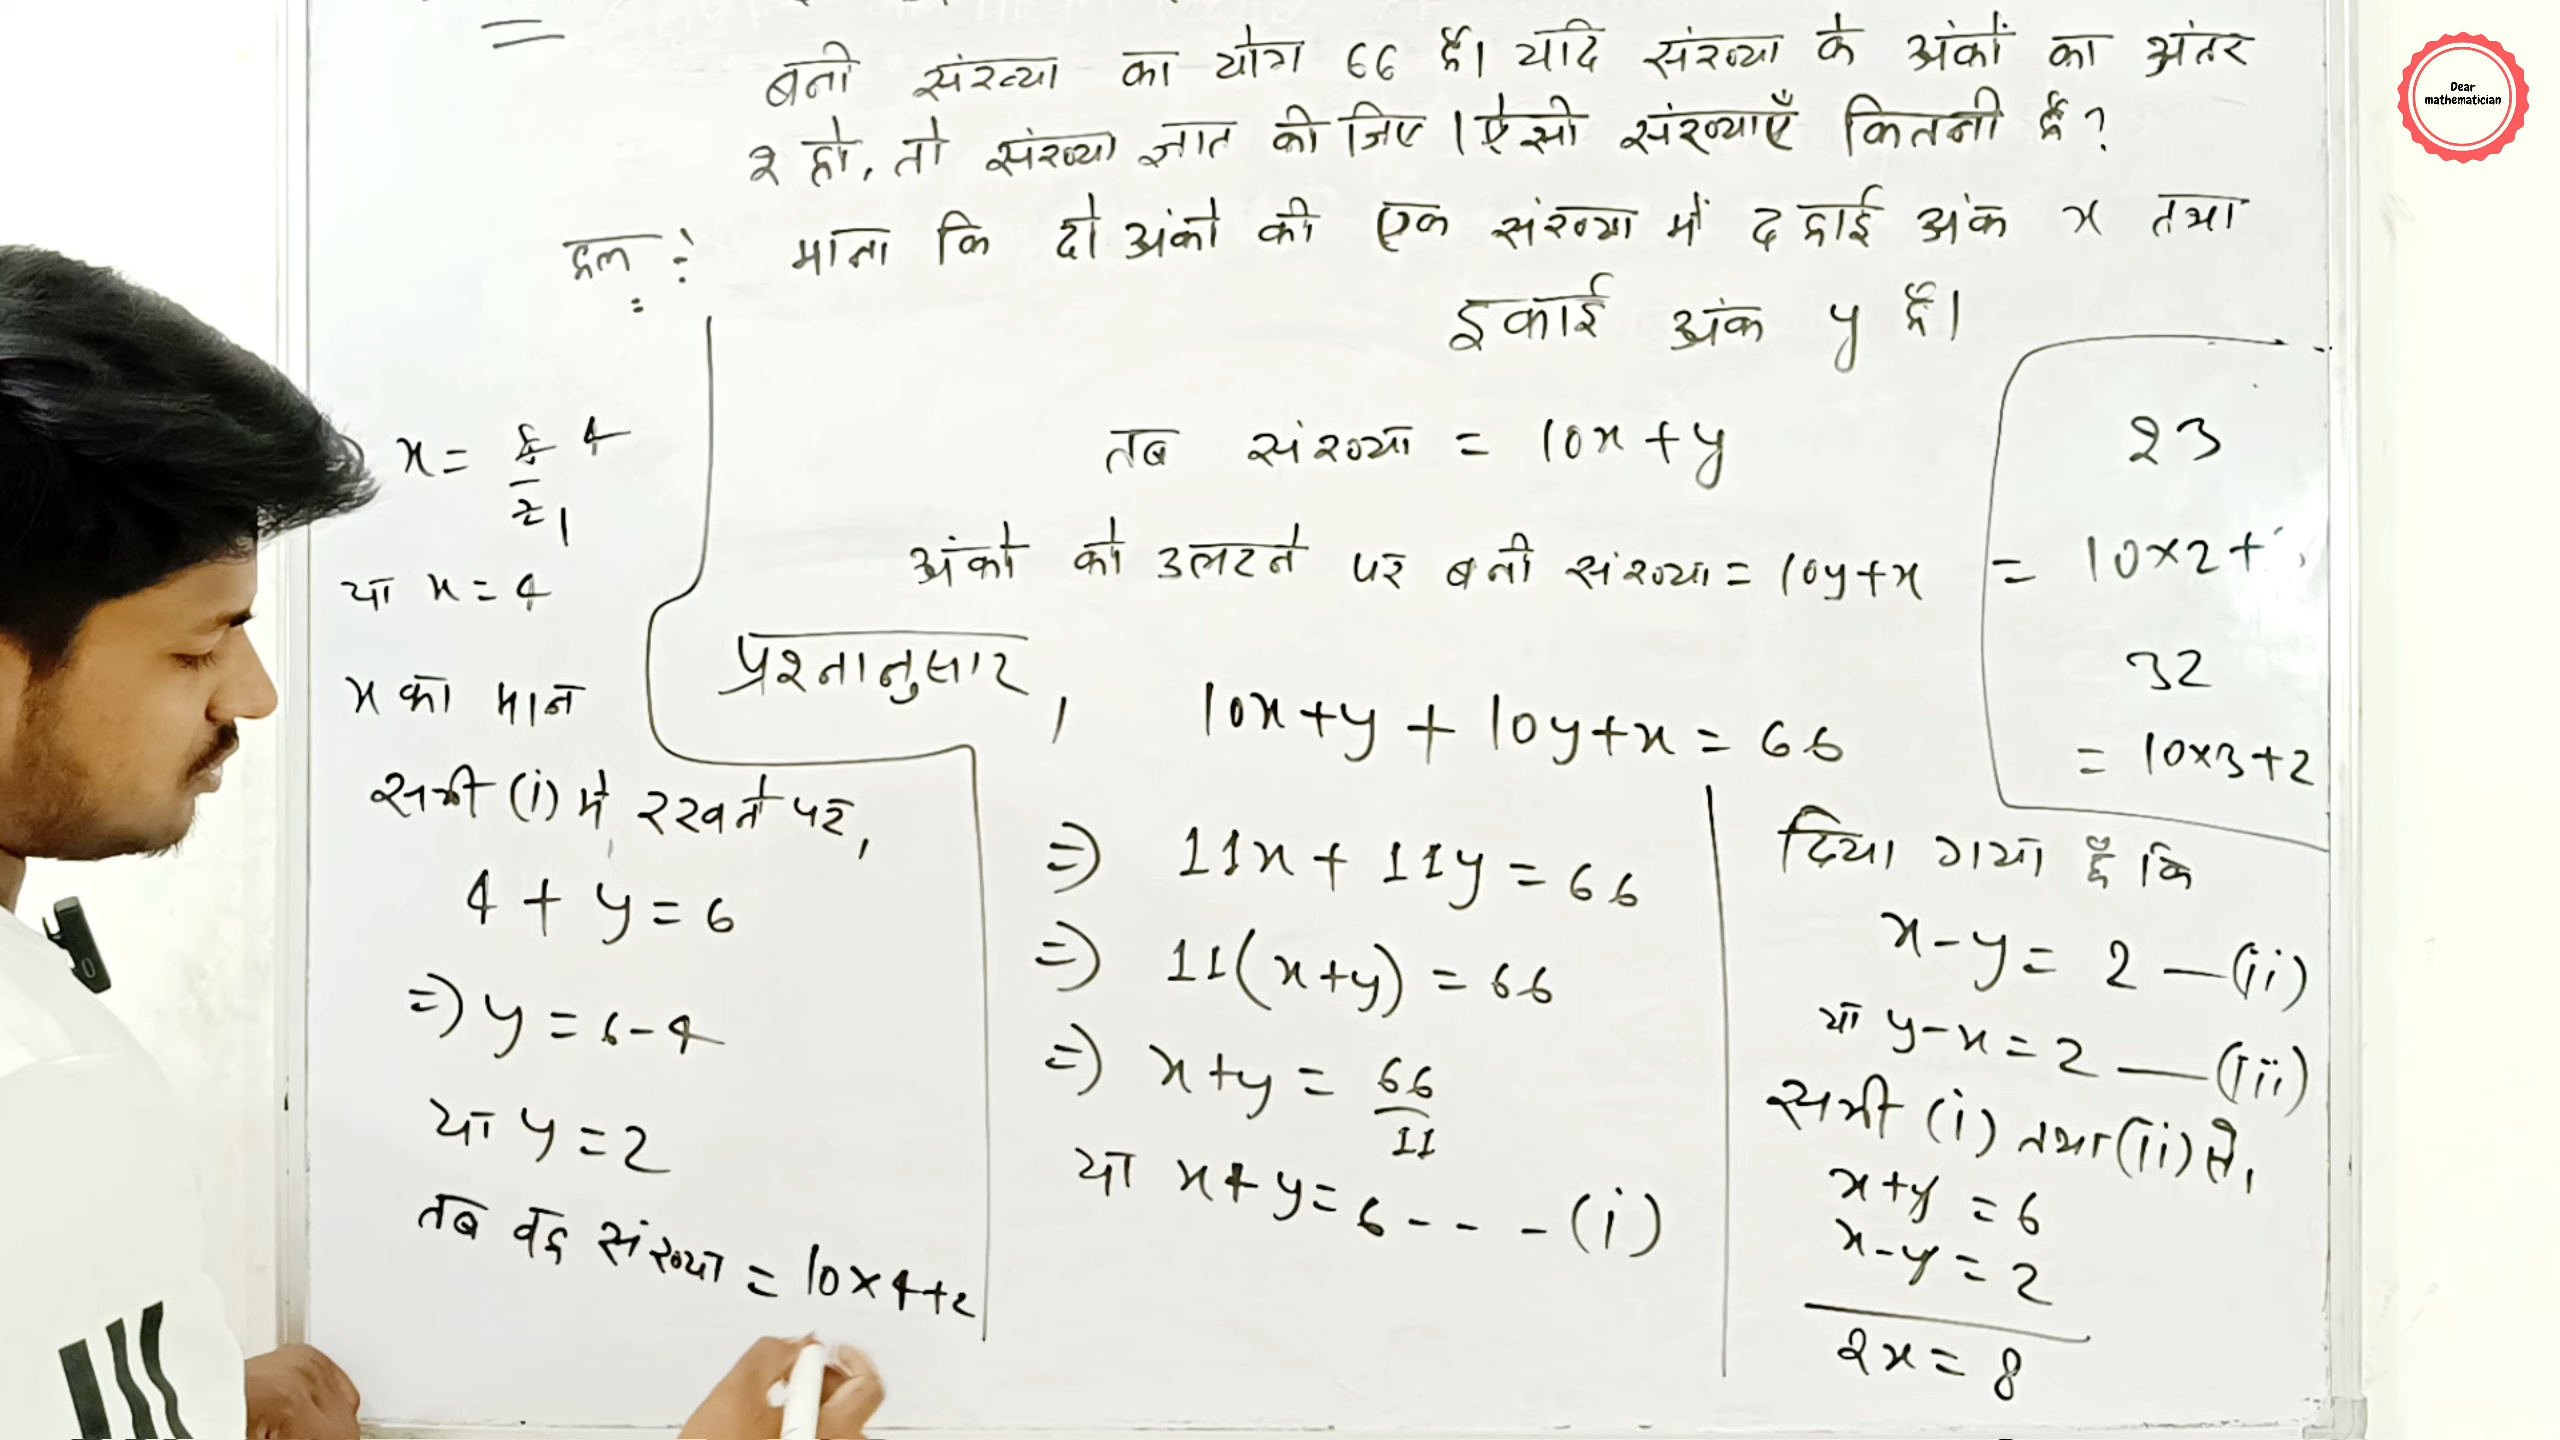 बनी संख्या का योग 66 है। यदि संख्या के अंकों का अंतर
2 हो, तो संख्या ज्ञात कीजिए। ऐसी संख्याएँ कितनी हैं?
हल :- माना कि दो अंकों की एक संख्या में दहाई अंक x तथा
इकाई अंक y है।
तब संख्या = 10x+y
अंको को उलटने पर बनी संख्या = 10y+x
प्रश्नानुसार,
10x+y + 10y+x = 66
=) 11x + 11y = 66
=) 11(x+y) = 66
=) x+y = 66/11
या x+y=6 - - - (i)
23
= 10×2+
32
= 10×3+2
दिया गया है कि
x-y = 2 — (ii)
या y-x = 2 — (iii)
समी (i) तथा (ii) से,
x+y = 6
x-y = 2
2x = 8
x = 8/2 4 1
या x = 4
x का मान
समी (i) में रखने पर,
4 + y = 6
=) y = 6-4
या y = 2
तब वह संख्या = 10×4+2
Dear
mathematician